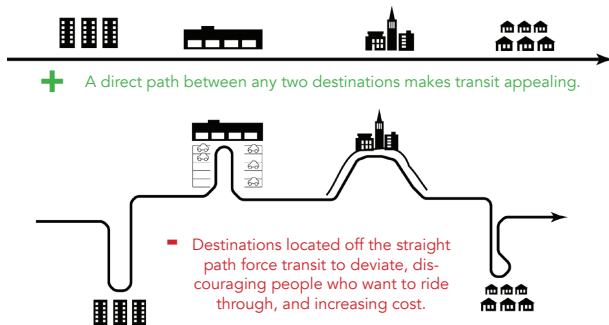 + A direct path between any two destinations makes transit appealing.
- Destinations located off the straight
path force transit to deviate, dis-
couraging people who want to ride
through, and increasing cost.